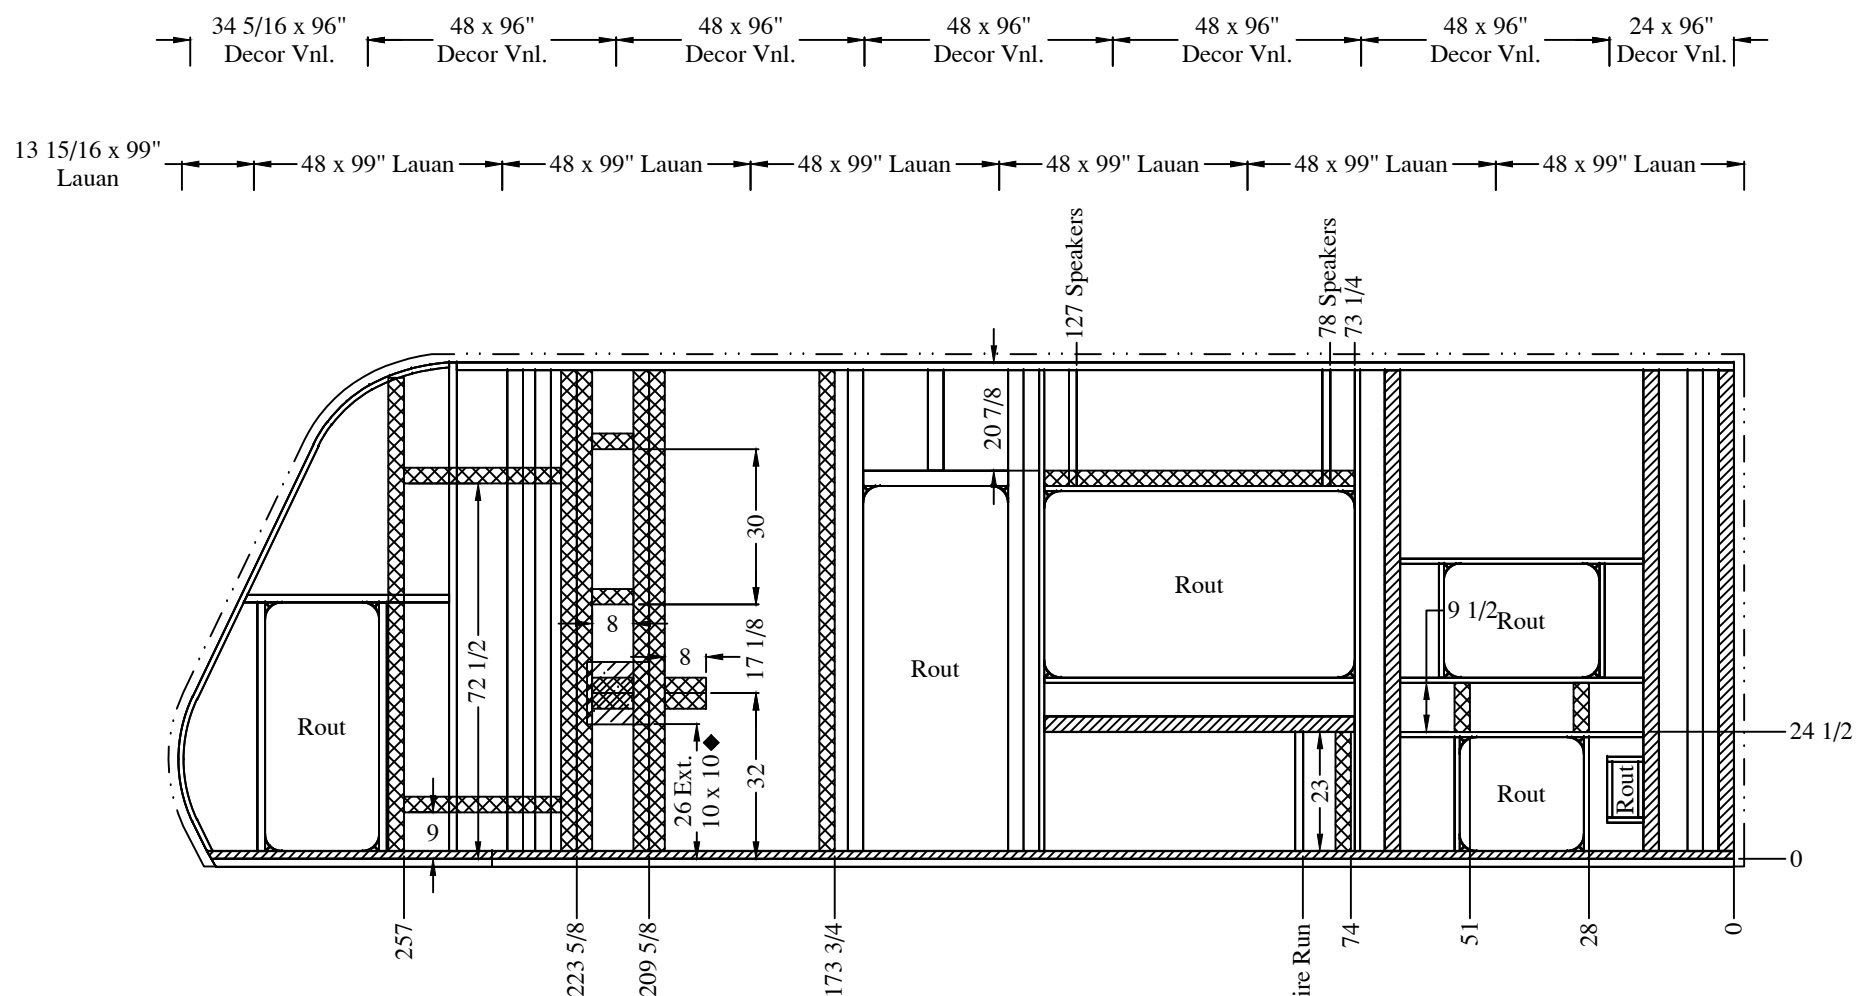 34 5/16 x 96"
Decor Vnl.
48 x 96"
Decor Vnl.
48 x 96"
Decor Vnl.
48 x 96"
Decor Vnl.
48 x 96"
Decor Vnl.
48 x 96"
Decor Vnl.
24 x 96"
Decor Vnl.
13 15/16 x 99"
Lauan
48 x 99" Lauan
48 x 99" Lauan
48 x 99" Lauan
48 x 99" Lauan
48 x 99" Lauan
48 x 99" Lauan
127 Speakers
78 Speakers
73 1/4
20 7/8
30
Rout
9 1/2
Rout
8
17 1/8
8
72 1/2
Rout
Rout
24 1/2
26 Ext.
10 x 10◆
32
23
Rout
Rout
9
0
257
223 5/8
209 5/8
173 3/4
ire Run
74
51
28
0